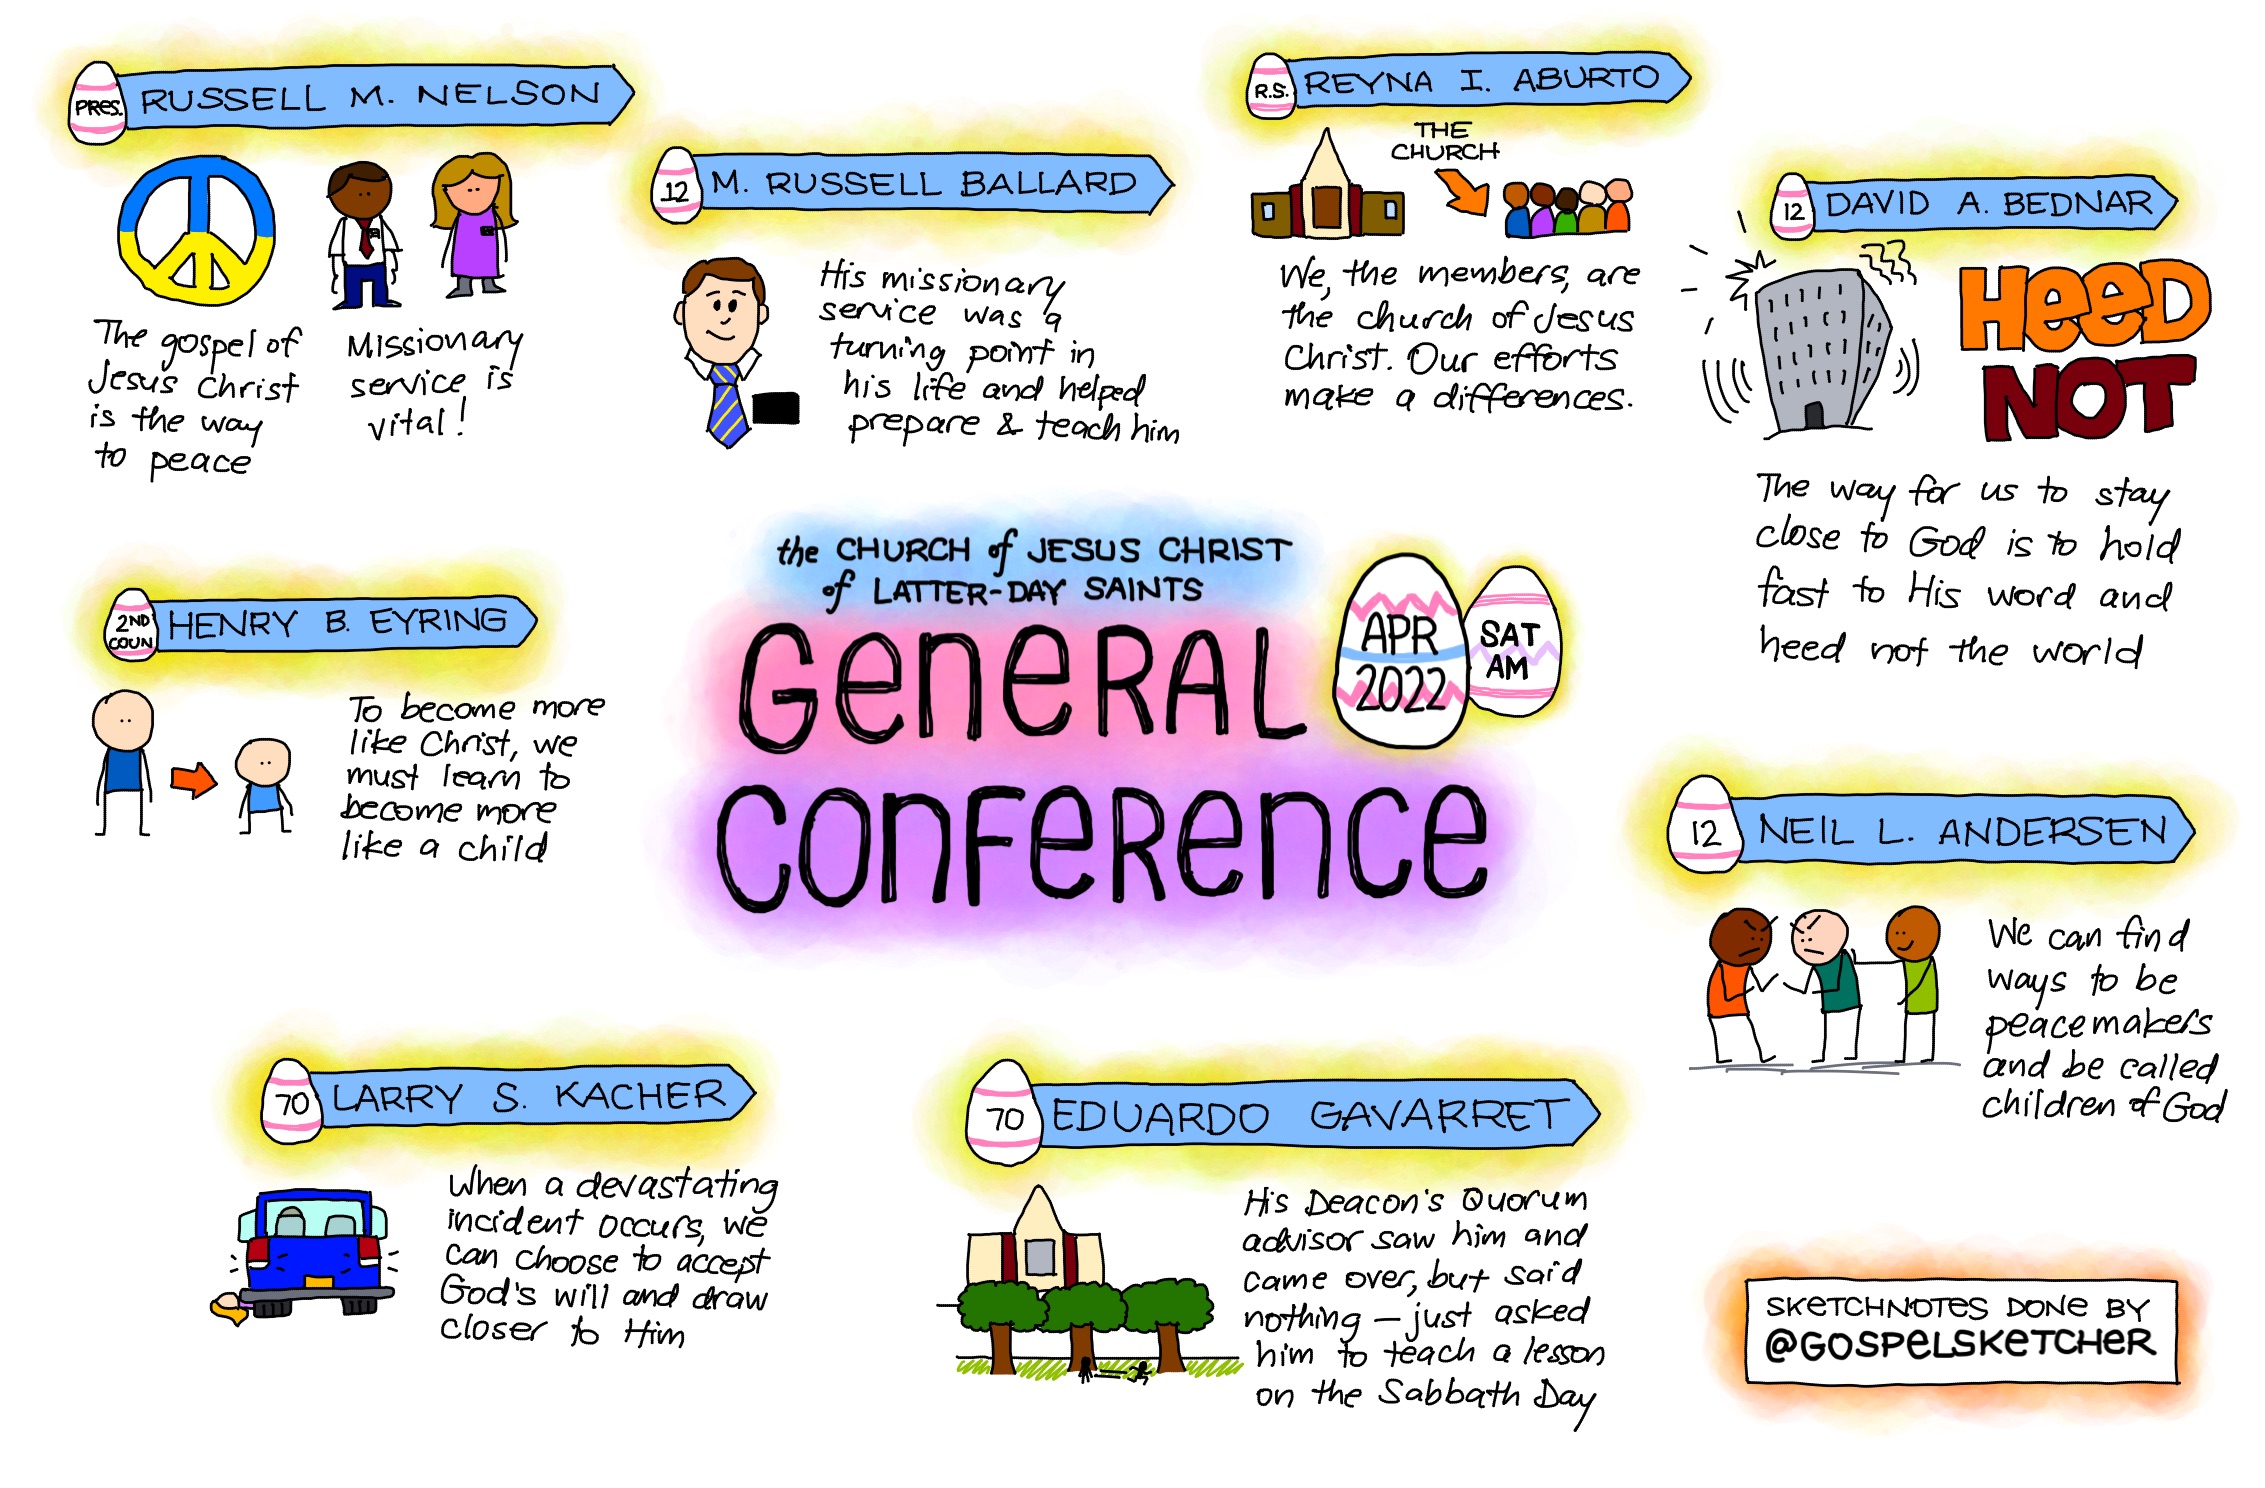 PRES.
RUSSELL M. NELSON
The gospel of
Jesus Christ
is the way
to peace
Missionary
service is
vital!
12
M. RUSSELL BALLARD
His missionary
service was a
turning point in
his life and helped
prepare & teach him
R.S.
REYNA I. ABURTO
THE
CHURCH
We, the members, are
the church of Jesus
Christ. Our efforts
make a differences.
12
DAVID A. BEDNAR
HeeD
NOT
The way for us to stay
close to God is to hold
fast to His word and
heed not the world
2ND
COUN
HENRY B. EYRING
To become more
like Christ, we
must learn to
become more
like a child
the CHURCH of JESUS CHRIST
of LATTER-DAY SAINTS
GeneRAL
CONFeRenCe
APR
2022
SAT
AM
12
NEIL L. ANDERSEN
We can find
ways to be
peacemakers
and be called
children of God
70
LARRY S. KACHER
When a devastating
incident occurs, we
can choose to accept
God's will and draw
closer to Him
70
EDUARDO GAVARRET
His Deacon's Quorum
advisor saw him and
came over, but said
nothing – just asked
him to teach a lesson
on the Sabbath Day
SKeTCHNOTeS DONe BY
@GOSPeLSKeTCHeR